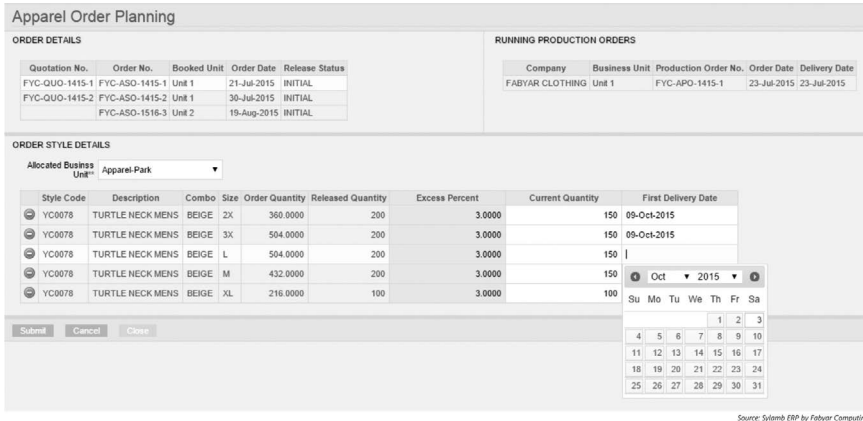 Apparel Order Planning
ORDER DETAILS
Quotation No. Order No. Booked Unit Order Date Release Status
FYC-QUO-1415-1 FYC-ASO-1415-1 Unit 1 21-Jul-2015 INITIAL
FYC-QUO-1415-2 FYC-ASO-1415-2 Unit 1 30-Jul-2015 INITIAL
FYC-ASO-1516-3 Unit 2 19-Aug-2015 INITIAL
RUNNING PRODUCTION ORDERS
Company Business Unit Production Order No. Order Date Delivery Date
FABYAR CLOTHING Unit 1 FYC-APO-1415-1 23-Jul-2015 23-Jul-2015
ORDER STYLE DETAILS
Allocated Businss
Unit** Apparel-Park
Style Code Description Combo Size Order Quantity Released Quantity Excess Percent Current Quantity First Delivery Date
YC0078 TURTLE NECK MENS BEIGE 2X 360.0000 200 3.0000 150 09-Oct-2015
YC0078 TURTLE NECK MENS BEIGE 3X 504.0000 200 3.0000 150 09-Oct-2015
YC0078 TURTLE NECK MENS BEIGE L 504.0000 200 3.0000 150
YC0078 TURTLE NECK MENS BEIGE M 432.0000 200 3.0000 150
YC0078 TURTLE NECK MENS BEIGE XL 216.0000 100 3.0000 100
Oct 2015
Su Mo Tu We Th Fr Sa
1 2 3
4 5 6 7 8 9 10
11 12 13 14 15 16 17
18 19 20 21 22 23 24
25 26 27 28 29 30 31
Submit Cancel Close
Source: Sylamb ERP by Fabyar Computin